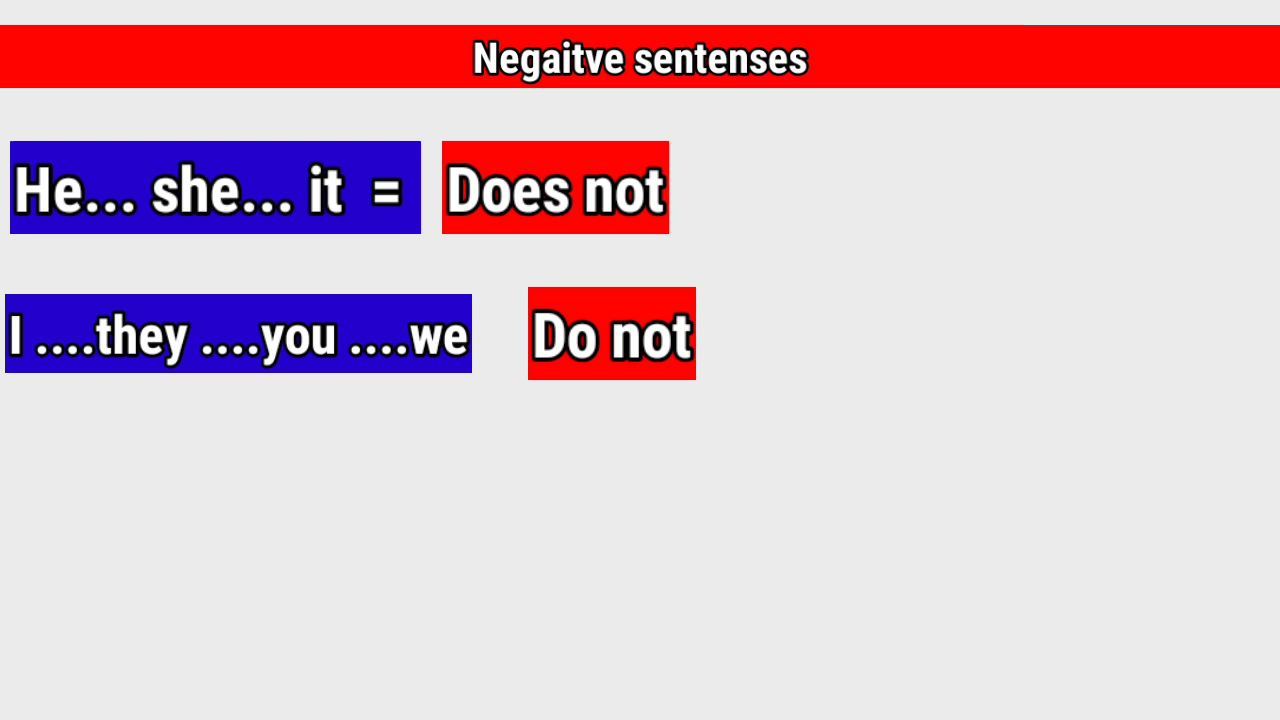 Negaitve sentenses
He... she... it = Does not
I ....they ....you ....we Do not